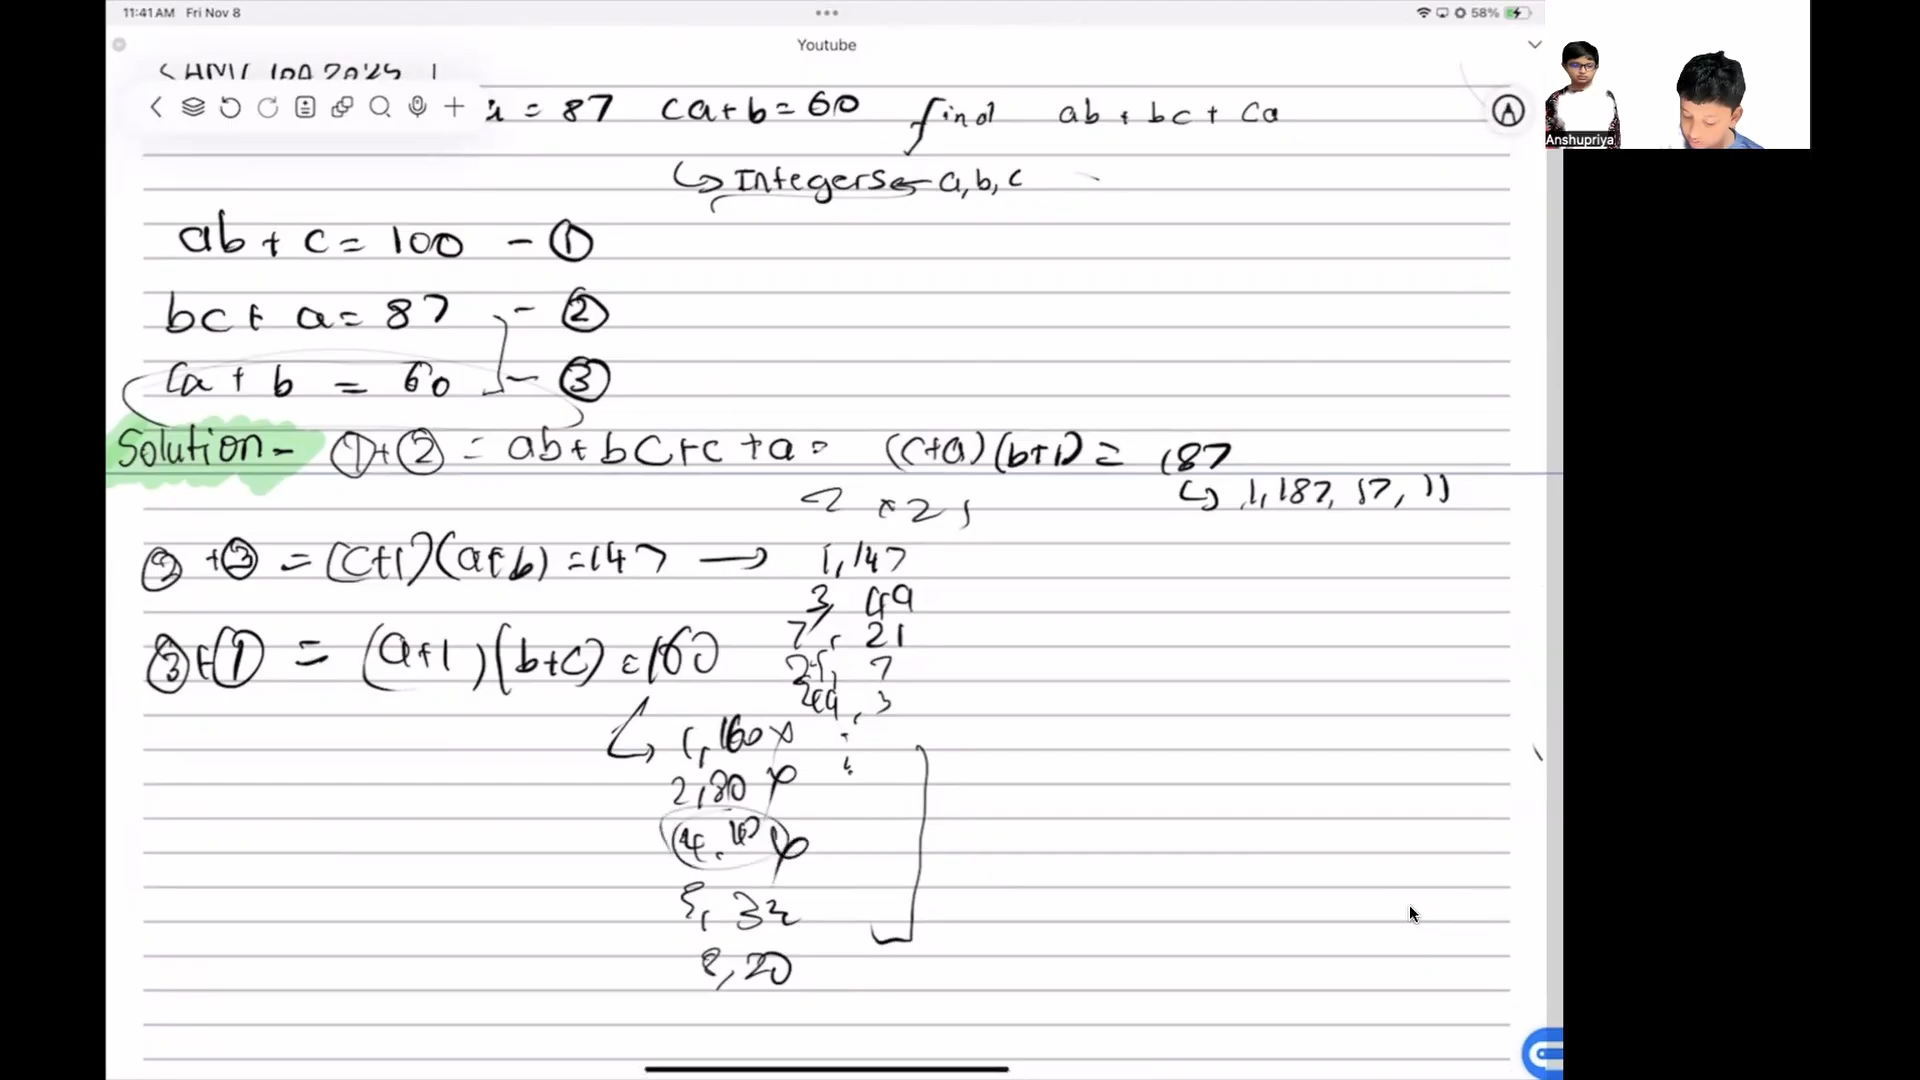 11:41 AM Fri Nov 8
58%
Youtube
= 87 ca+b=60 find ab + bc + ca
Anshupriya
↳ Integers ← a, b, c
ab + c = 100 - ①
bc + a = 87 - ②
ca + b = 60 - ③
Solution - ①+② = ab+bc+c+a = (c+a)(b+1) = 187
↳ 1, 187, 17, 11
②+③ = (c+1)(a+b) = 147 → 1, 147
3, 49
③+① = (a+1)(b+c) = 160 7, 21
21, 7
49, 3
↳ 1, 160 x
2, 80 x
4, 40 x
5, 32
8, 20